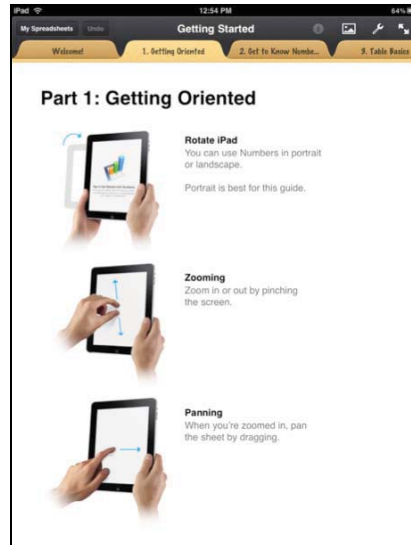 iPad 12:54 PM 64%
My Spreadsheets Undo Getting Started
Welcome! 1. Getting Oriented 2. Get to Know Numbe... 3. Table Basics
Part 1: Getting Oriented
Rotate iPad
You can use Numbers in portrait
or landscape.
Portrait is best for this guide.
Zooming
Zoom in or out by pinching
the screen.
Panning
When you're zoomed in, pan
the sheet by dragging.